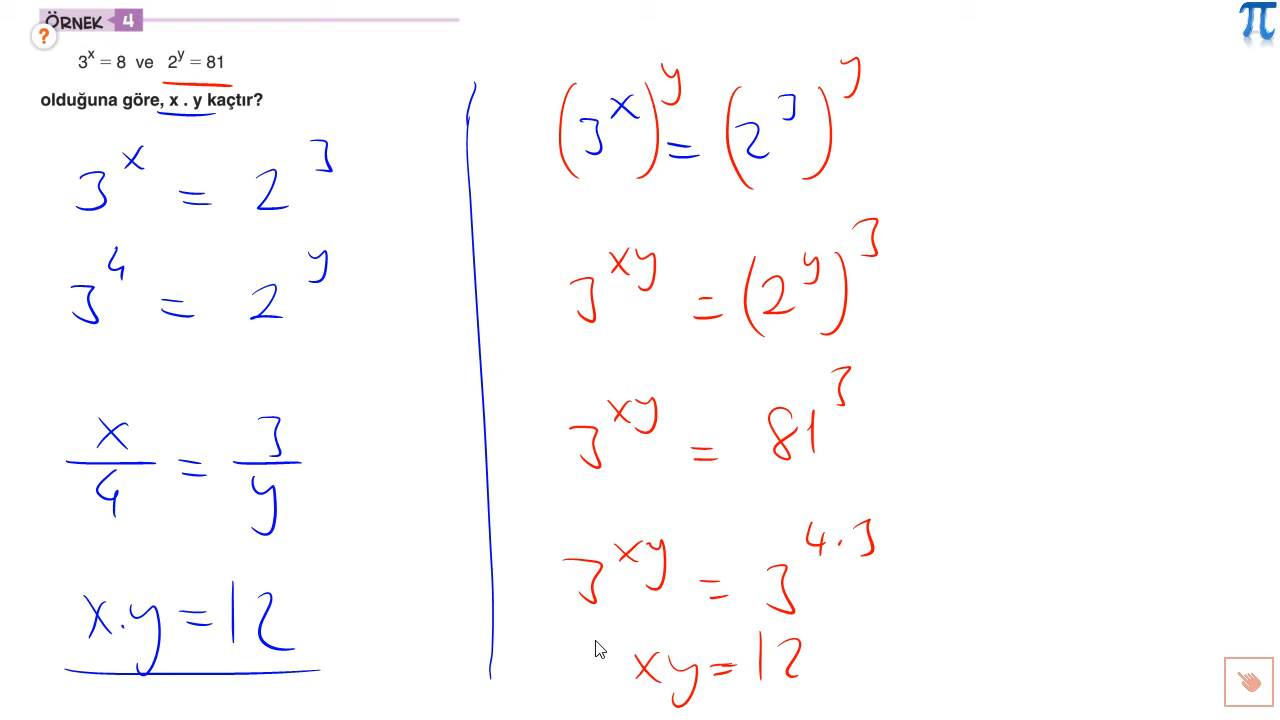 ÖRNEK 4
?
3^x = 8 ve 2^y = 81
olduğuna göre, x . y kaçtır?
3^x = 2^3
3^4 = 2^y
x/4 = 3/y
x.y = 12
(3^x)^y = (2^3)^y
3^xy = (2^y)^3
3^xy = 81^3
3^xy = 3^4.3
xy = 12
π